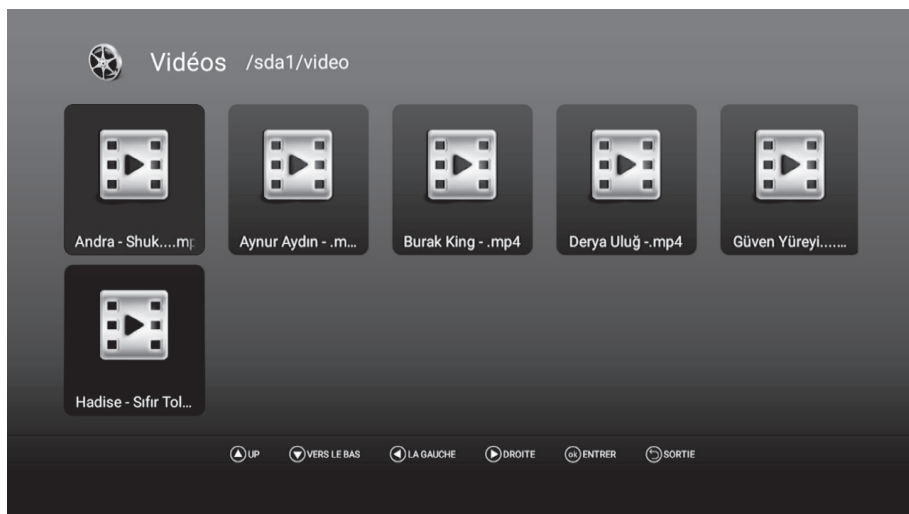 Vidéos /sda1/video
Andra - Shuk....mp
Aynur Aydın - .m...
Burak King - .mp4
Derya Uluğ -.mp4
Güven Yüreyi......
Hadise - Sıfır Tol...
UP VERS LE BAS LA GAUCHE DROITE ok ENTRER SORTIE